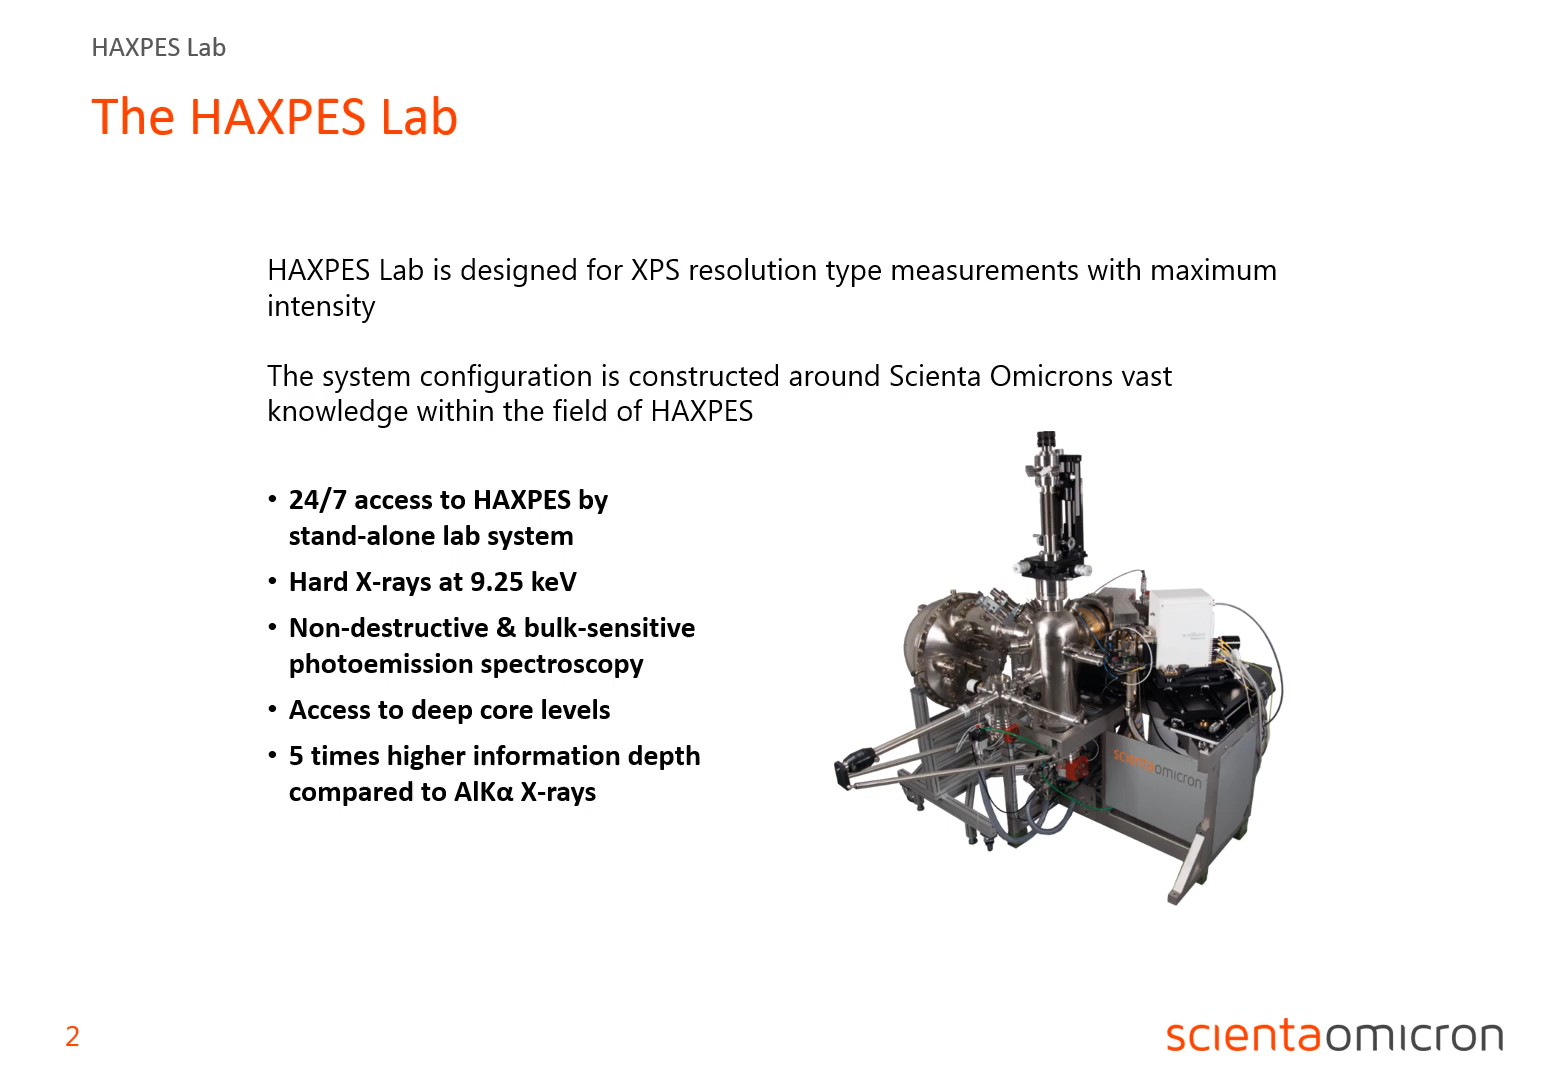 HAXPES Lab
The HAXPES Lab
HAXPES Lab is designed for XPS resolution type measurements with maximum
intensity
The system configuration is constructed around Scienta Omicrons vast
knowledge within the field of HAXPES
• 24/7 access to HAXPES by
stand-alone lab system
• Hard X-rays at 9.25 keV
• Non-destructive & bulk-sensitive
photoemission spectroscopy
• Access to deep core levels
• 5 times higher information depth
compared to AlKα X-rays
scientaomicron
2
scientaomicron